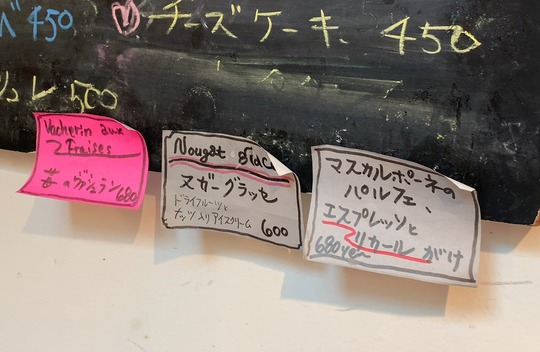 450
チーズケーキ 450
500
Vacherin aux
Fraises
苺のヴァシュラン 680
Nougat glac
ヌガーグラッセ
ドライフルーツと
ナッツ入りアイスクリーム 600
マスカルポーネの
パルフェ、
エスプレッソと
リカールがけ
680yen